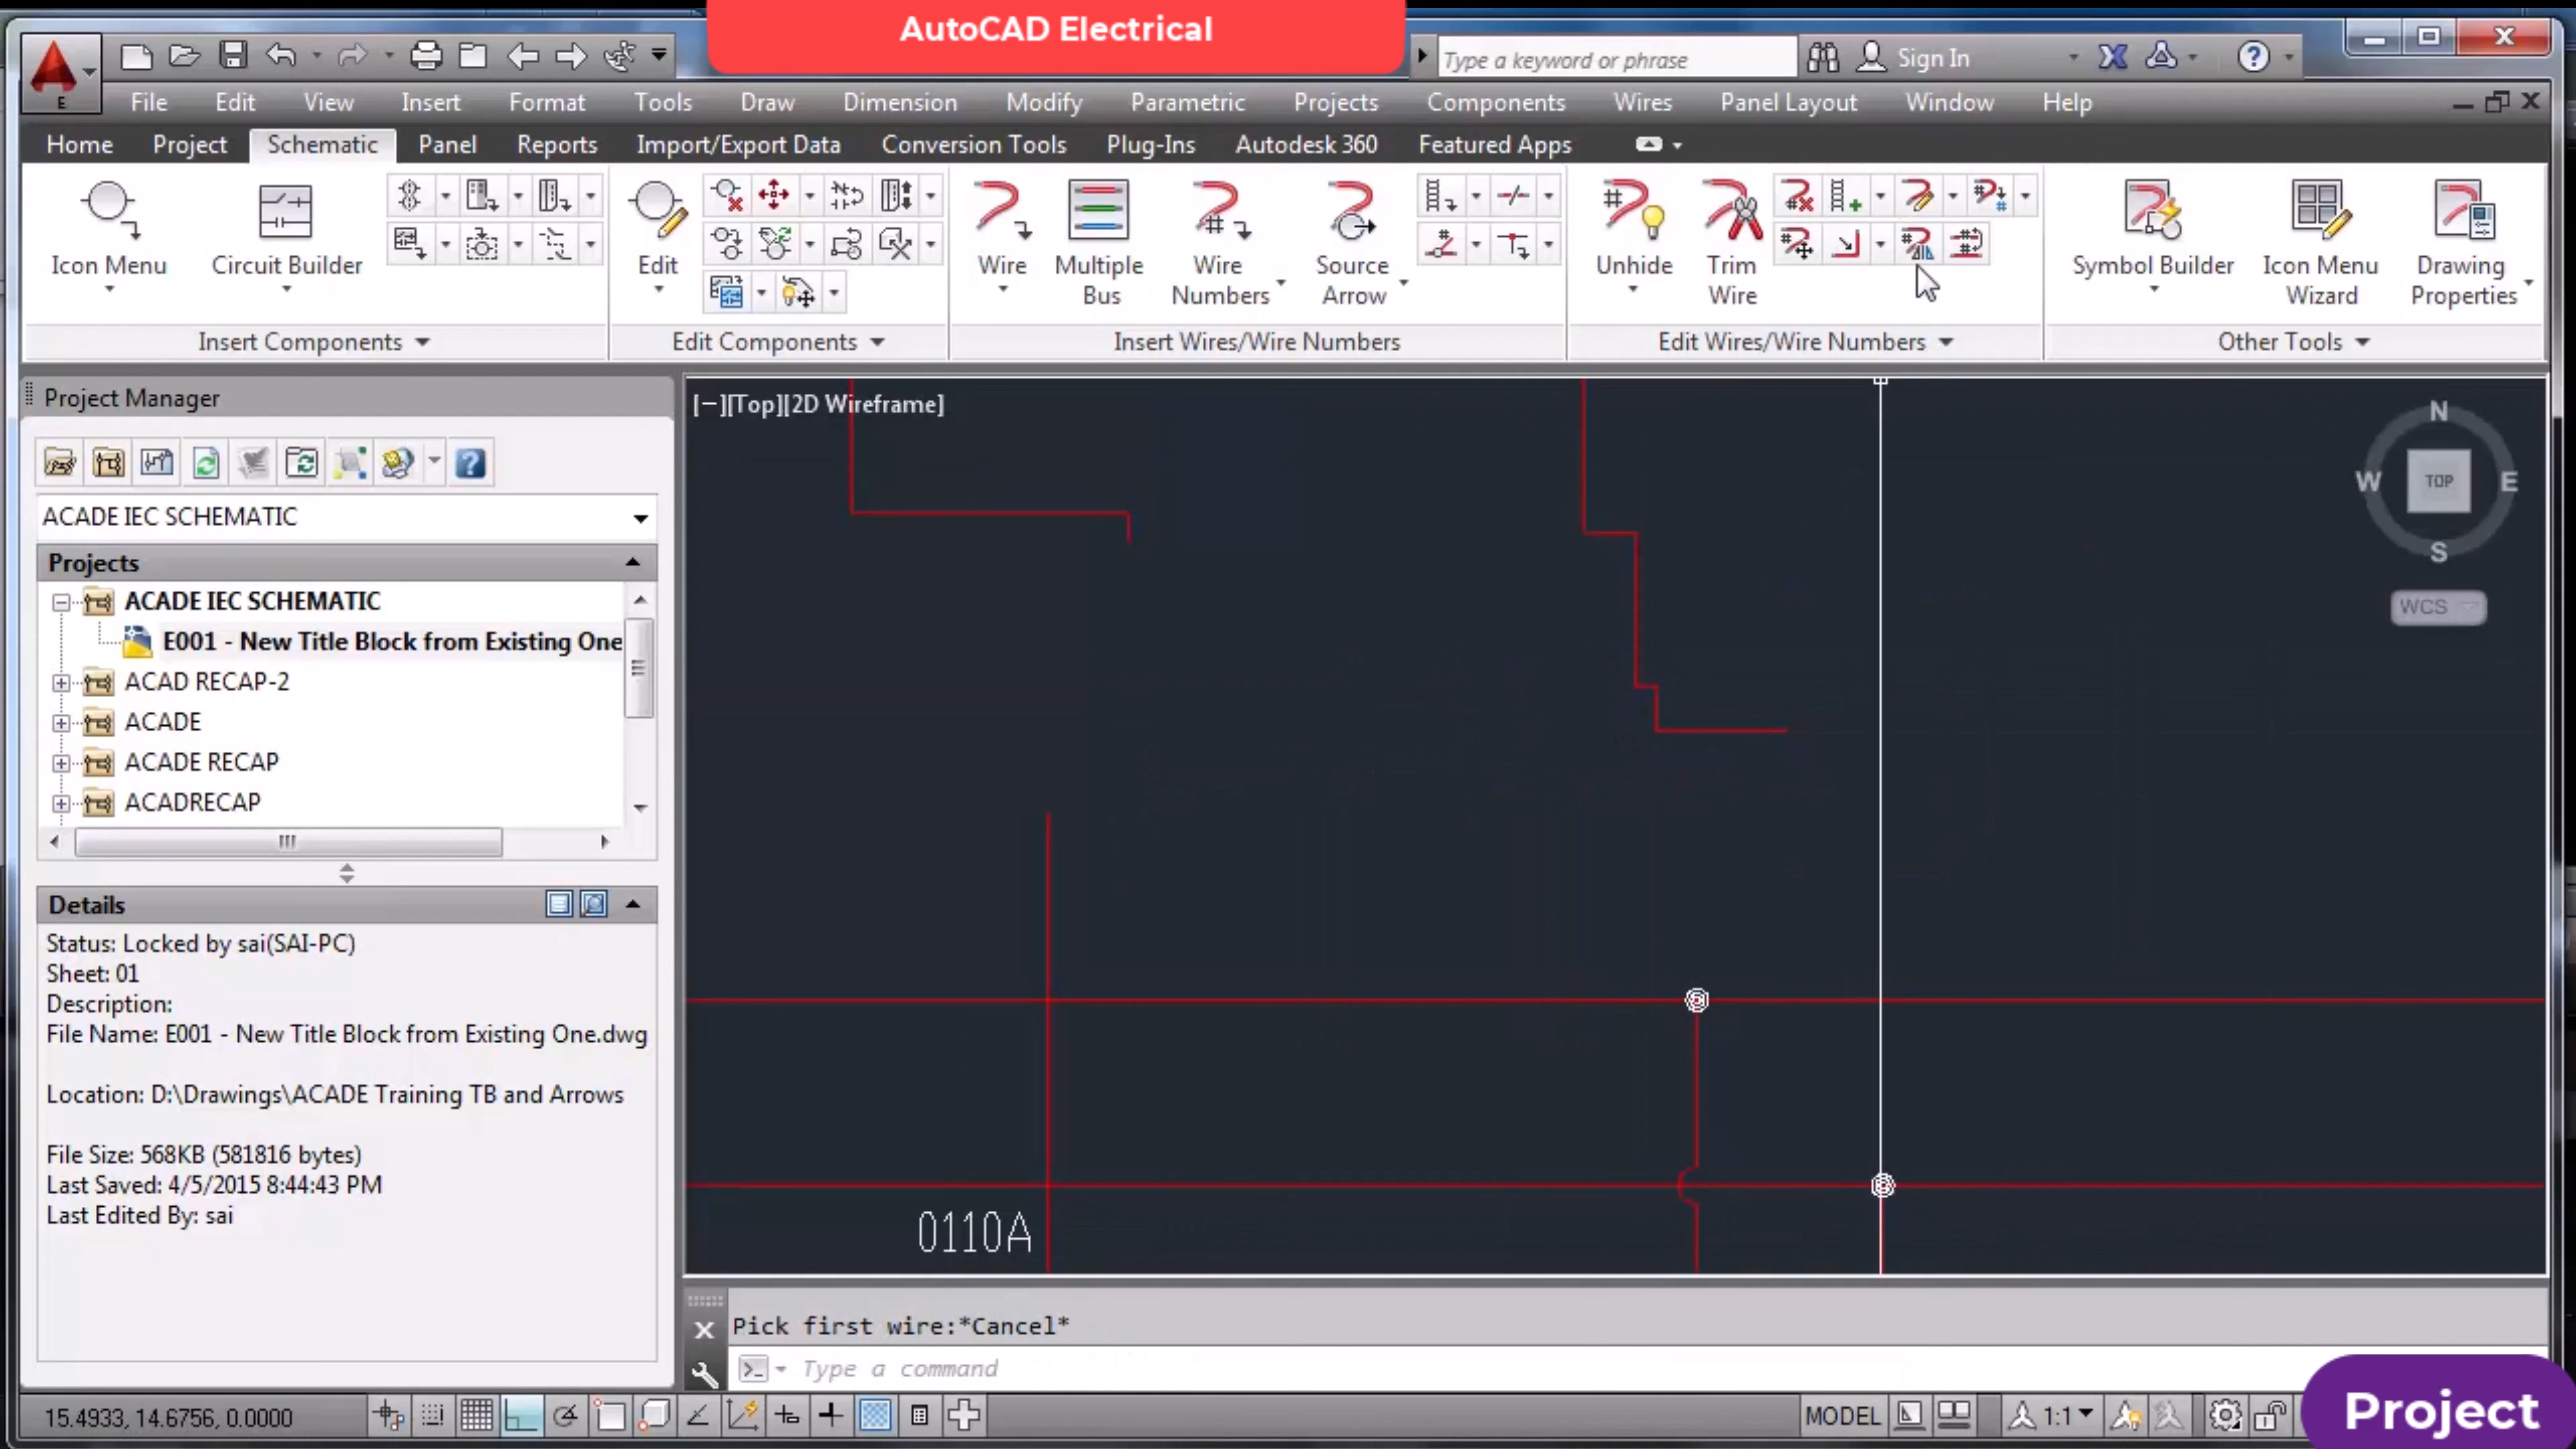 AutoCAD Electrical
Type a keyword or phrase
Sign In
E
File Edit View Insert Format Tools Draw Dimension Modify Parametric Projects Components Wires Panel Layout Window Help
Home Project Schematic Panel Reports Import/Export Data Conversion Tools Plug-Ins Autodesk 360 Featured Apps
Icon Menu
Circuit Builder
Edit
Wire
Multiple Bus
Wire Numbers
Source Arrow
Unhide
Trim Wire
Symbol Builder
Icon Menu Wizard
Drawing Properties
Insert Components
Edit Components
Insert Wires/Wire Numbers
Edit Wires/Wire Numbers
Other Tools
Project Manager
ACADE IEC SCHEMATIC
Projects
ACADE IEC SCHEMATIC
E001 - New Title Block from Existing One
ACAD RECAP-2
ACADE
ACADE RECAP
ACADRECAP
Details
Status: Locked by sai(SAI-PC)
Sheet: 01
Description:
File Name: E001 - New Title Block from Existing One.dwg
Location: D:\Drawings\ACADE Training TB and Arrows
File Size: 568KB (581816 bytes)
Last Saved: 4/5/2015 8:44:43 PM
Last Edited By: sai
[−][Top][2D Wireframe]
N
W TOP E
S
WCS
0110A
Pick first wire:*Cancel*
Type a command
15.4933, 14.6756, 0.0000
MODEL
1:1
Project